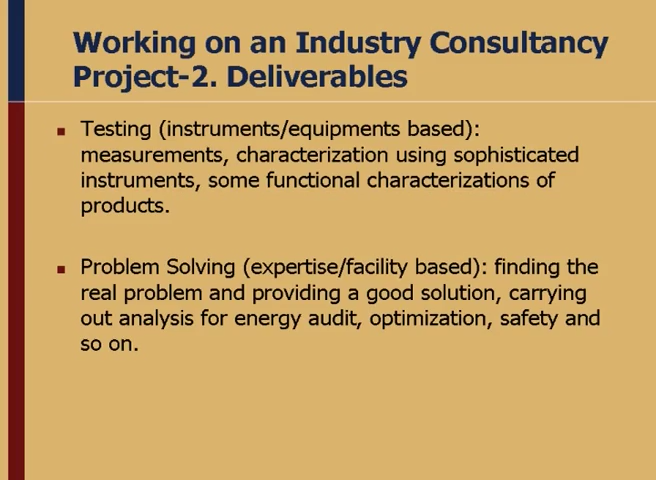 Working on an Industry Consultancy
Project-2. Deliverables
Testing (instruments/equipments based):
measurements, characterization using sophisticated
instruments, some functional characterizations of
products.
Problem Solving (expertise/facility based): finding the
real problem and providing a good solution, carrying
out analysis for energy audit, optimization, safety and
so on.